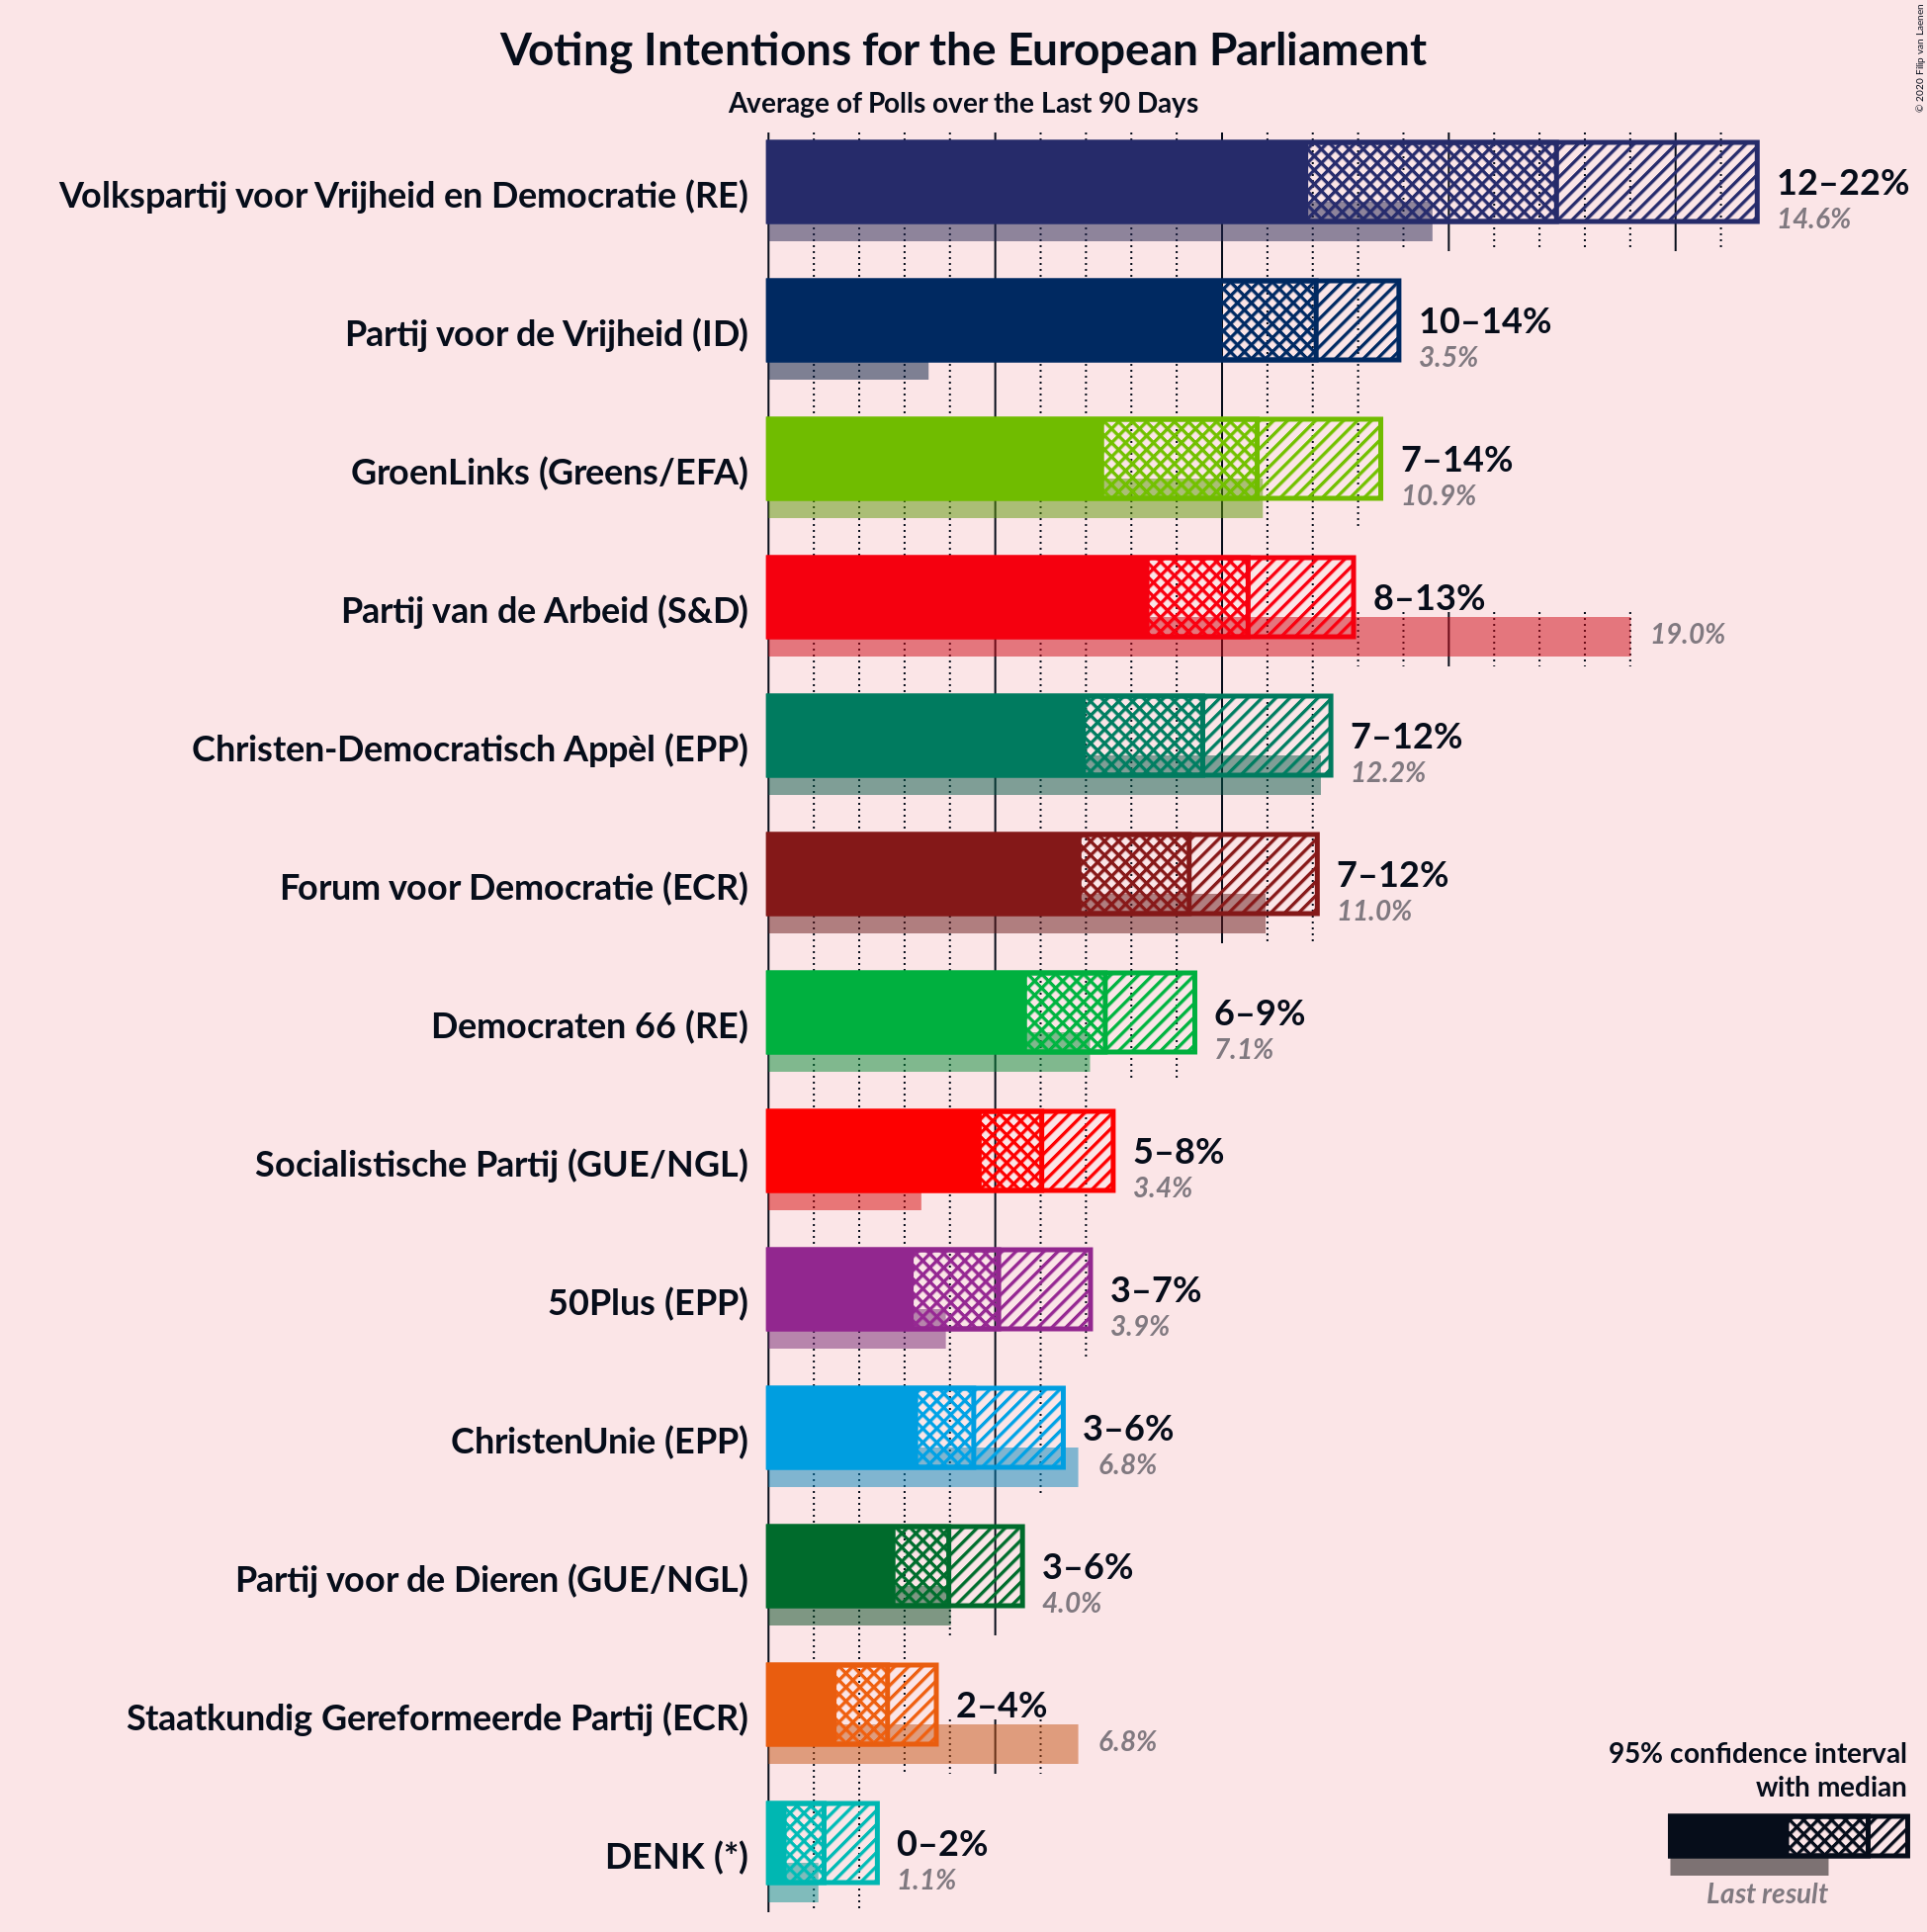 © 2020 Filip van Laenen
Voting Intentions for the European Parliament
Average of Polls over the Last 90 Days
Volkspartij voor Vrijheid en Democratie (RE)
12–22%
14.6%
Partij voor de Vrijheid (ID)
10–14%
3.5%
GroenLinks (Greens/EFA)
7–14%
10.9%
Partij van de Arbeid (S&D)
8–13%
19.0%
Christen-Democratisch Appèl (EPP)
7–12%
12.2%
Forum voor Democratie (ECR)
7–12%
11.0%
Democraten 66 (RE)
6–9%
7.1%
Socialistische Partij (GUE/NGL)
5–8%
3.4%
50Plus (EPP)
3–7%
3.9%
ChristenUnie (EPP)
3–6%
6.8%
Partij voor de Dieren (GUE/NGL)
3–6%
4.0%
Staatkundig Gereformeerde Partij (ECR)
2–4%
6.8%
DENK (*)
0–2%
1.1%
95% confidence interval
with median
Last result